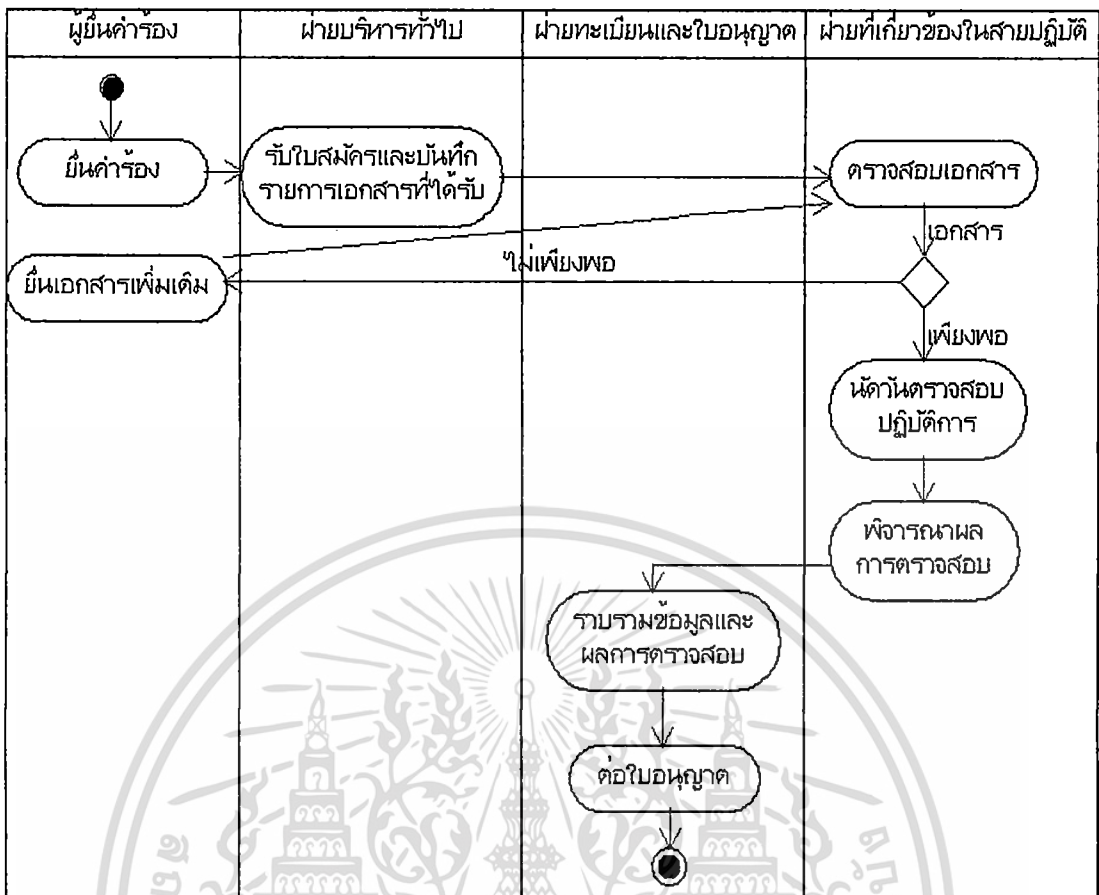 ผู้ยื่นคำร้อง
ฝ่ายบริหารทั่วไป
ฝ่ายทะเบียนและใบอนุญาต
ฝ่ายที่เกี่ยวข้องในสายปฏิบัติ
ยื่นคำร้อง
รับใบสมัครและบันทึก
รายการเอกสารที่ได้รับ
ตรวจสอบเอกสาร
เอกสาร
ไม่เพียงพอ
ยื่นเอกสารเพิ่มเติม
เพียงพอ
นัดวันตรวจสอบ
ปฏิบัติการ
พิจารณาผล
การตรวจสอบ
รวบรวมข้อมูลและ
ผลการตรวจสอบ
ต่อใบอนุญาต